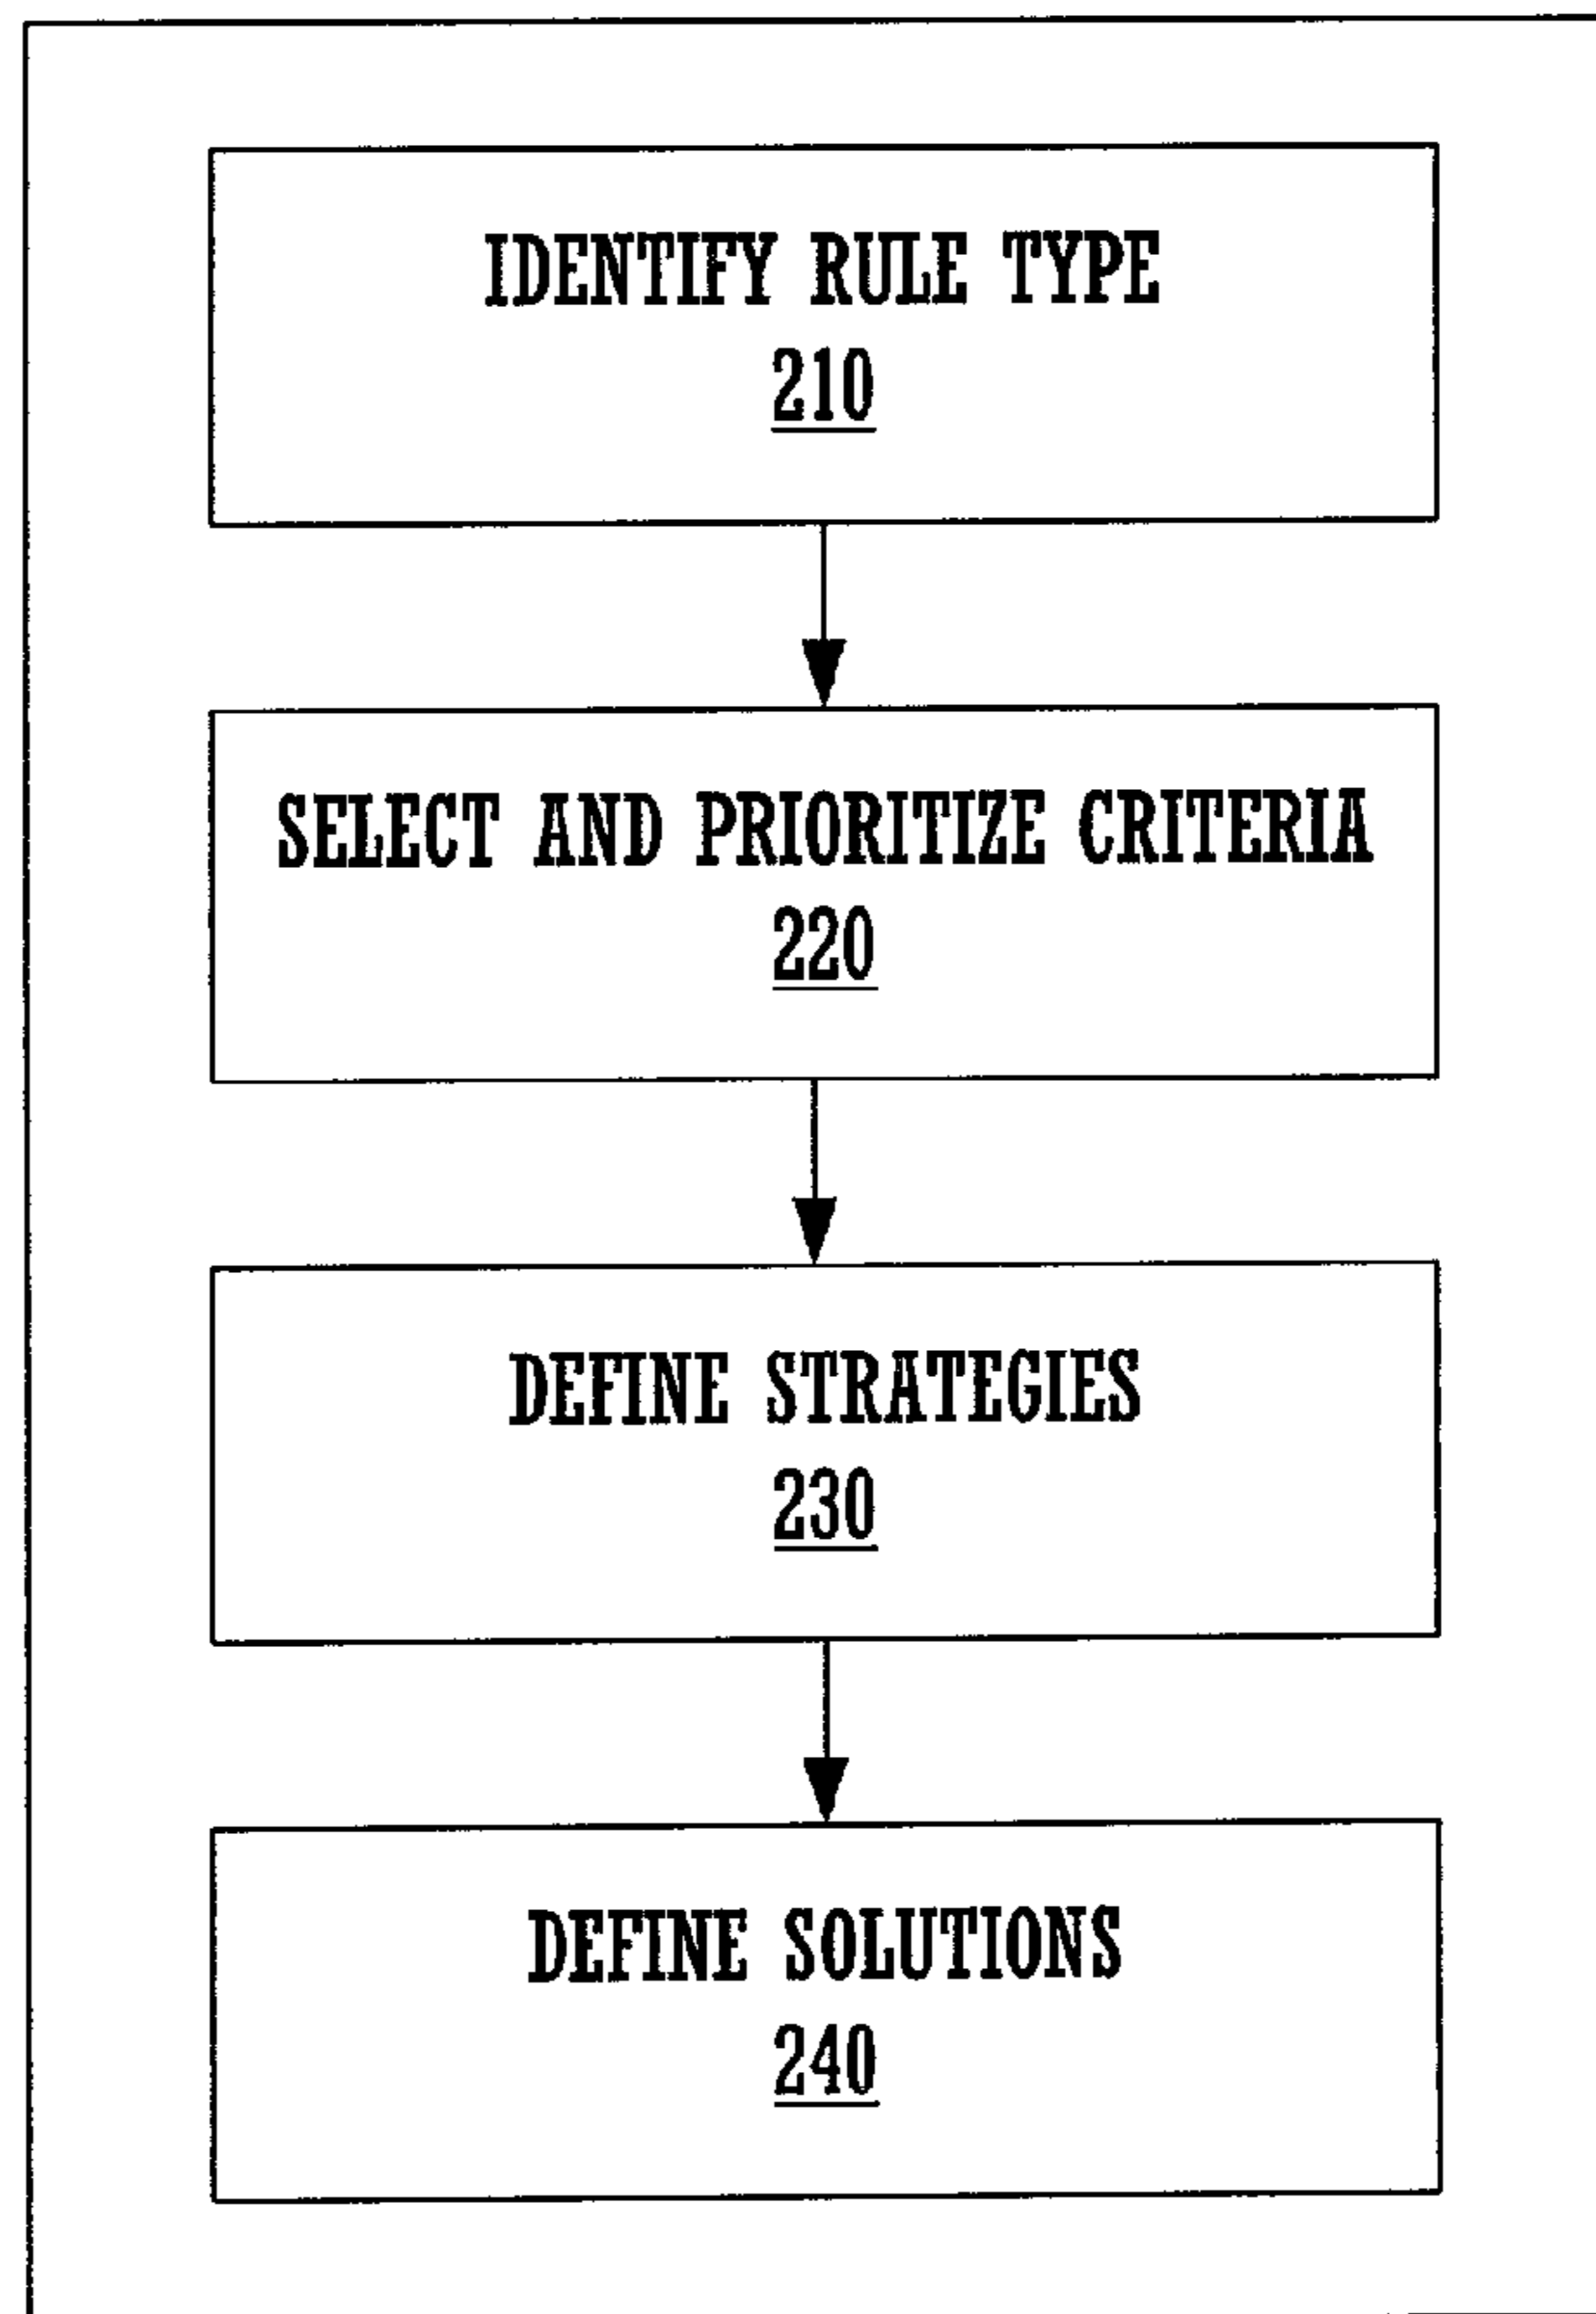 IDENTIFY RULE TYPE
210
SELECT AND PRIORITIZE CRITERIA
220
DEFINE STRATEGIES
230
DEFINE SOLUTIONS
240